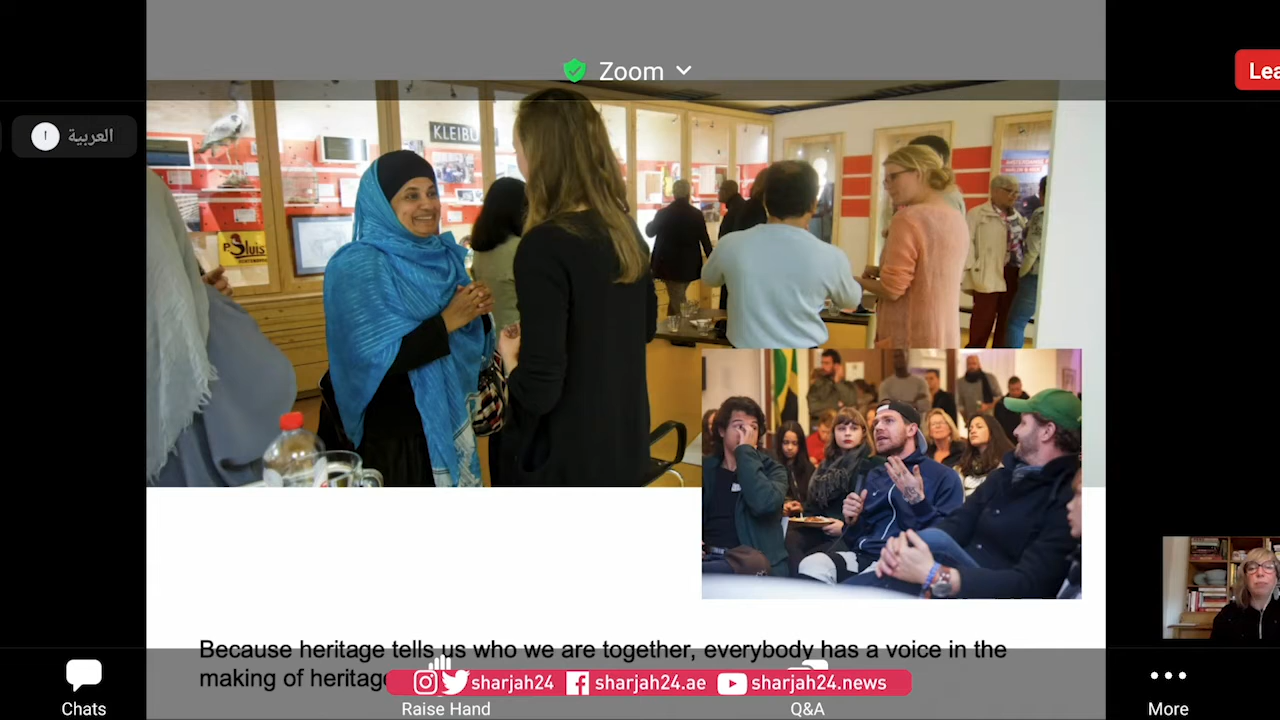 Zoom
Lea
العربية
ا
KLEIBU
P Sluis
Because heritage tells us who we are together, everybody has a voice in the
making of heritage
sharjah24
sharjah24.ae
sharjah24.news
Chats
Raise Hand
Q&A
More